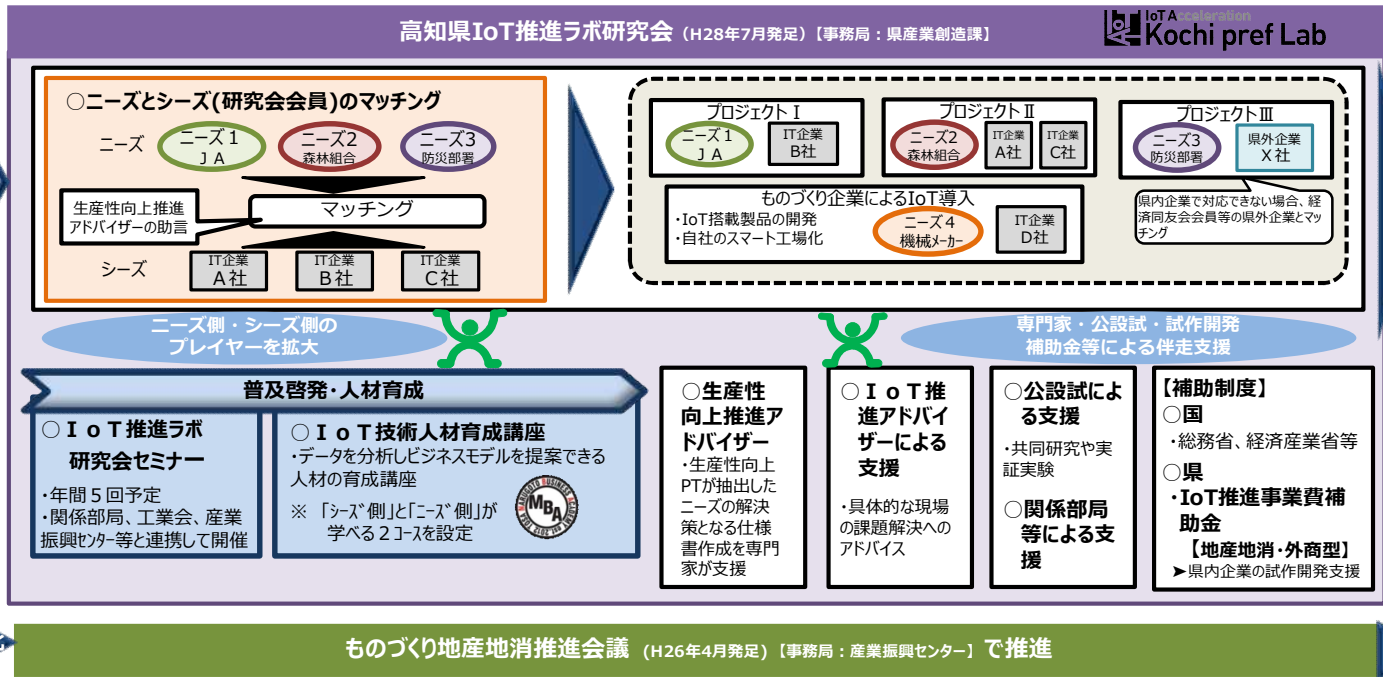 高知県IoT推進ラボ研究会（H28年7月発足）【事務局：県産業創造課】
IoT Acceleration
Kochi pref Lab
○ニーズとシーズ(研究会会員)のマッチング
ニーズ
ニーズ１
ＪＡ
ニーズ2
森林組合
ニーズ3
防災部署
生産性向上推進
アドバイザーの助言
マッチング
シーズ
IT企業
Ａ社
IT企業
Ｂ社
IT企業
Ｃ社
プロジェクトⅠ
ニーズ１
ＪＡ
IT企業
B社
プロジェクトⅡ
ニーズ2
森林組合
IT企業
A社
IT企業
C社
プロジェクトⅢ
ニーズ3
防災部署
県外企業
Ｘ社
ものづくり企業によるIoT導入
・IoT搭載製品の開発
・自社のスマート工場化
ニーズ４
機械ﾒｰｶｰ
IT企業
D社
県内企業で対応できない場合、経
済同友会会員等の県外企業とマッ
チング
ニーズ側・シーズ側の
プレイヤーを拡大
専門家・公設試・試作開発
補助金等による伴走支援
普及啓発・人材育成
○ＩｏＴ推進ラボ
研究会セミナー
・年間５回予定
・関係部局、工業会、産業
振興ｾﾝﾀｰ等と連携して開催
○ＩｏＴ技術人材育成講座
・データを分析しビジネスモデルを提案できる
人材の育成講座
※ 「ｼｰｽﾞ側」と「ﾆｰｽﾞ側」が
学べる２ｺｰｽを設定
MBA
○生産性
向上推進ア
ドバイザー
・生産性向上
PTが抽出した
ニーズの解決
策となる仕様
書作成を専門
家が支援
○ＩｏＴ推
進アドバイ
ザーによる
支援
・具体的な現場
の課題解決への
アドバイス
○公設試によ
る支援
・共同研究や実
証実験
○関係部局
等による支
援
【補助制度】
○国
・総務省、経済産業省等
○県
・IoT推進事業費補
助金
【地産地消・外商型】
➤県内企業の試作開発支援
ものづくり地産地消推進会議（H26年4月発足）【事務局：産業振興センター】で推進